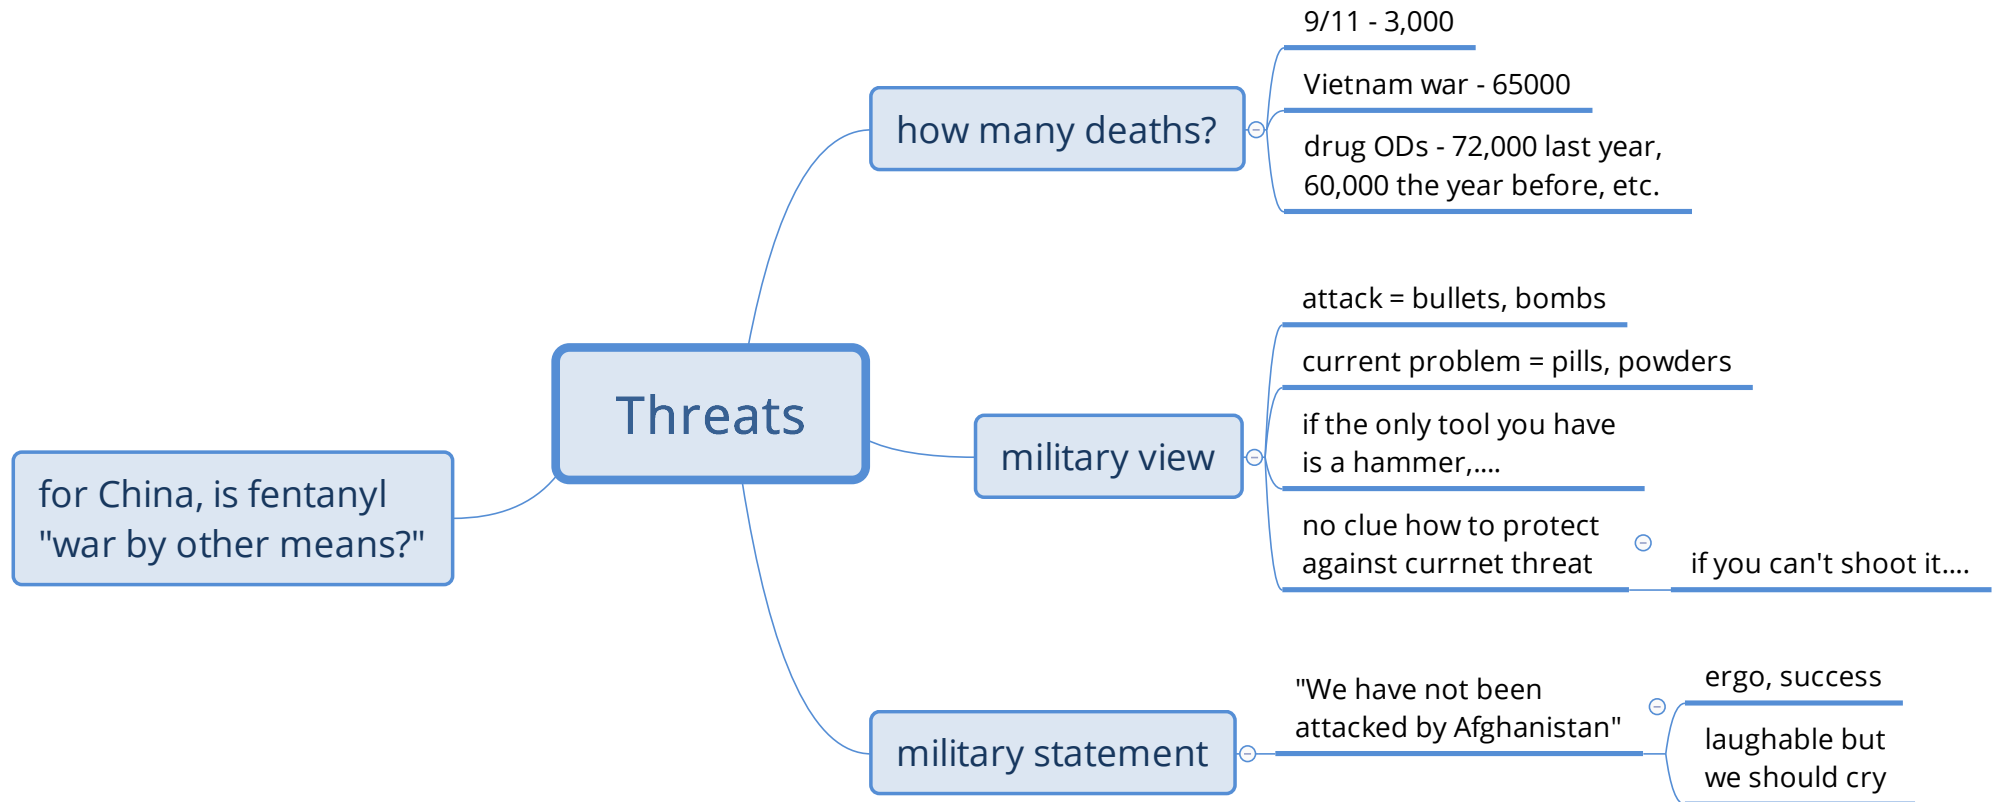 9/11 - 3,000
Vietnam war - 65000
how many deaths?
drug ODs - 72,000 last year,
60,000 the year before, etc.
attack = bullets, bombs
current problem = pills, powders
Threats
if the only tool you have
is a hammer,....
military view
for China, is fentanyl
"war by other means?"
no clue how to protect
against currnet threat
if you can't shoot it....
ergo, success
"We have not been
attacked by Afghanistan"
military statement
laughable but
we should cry